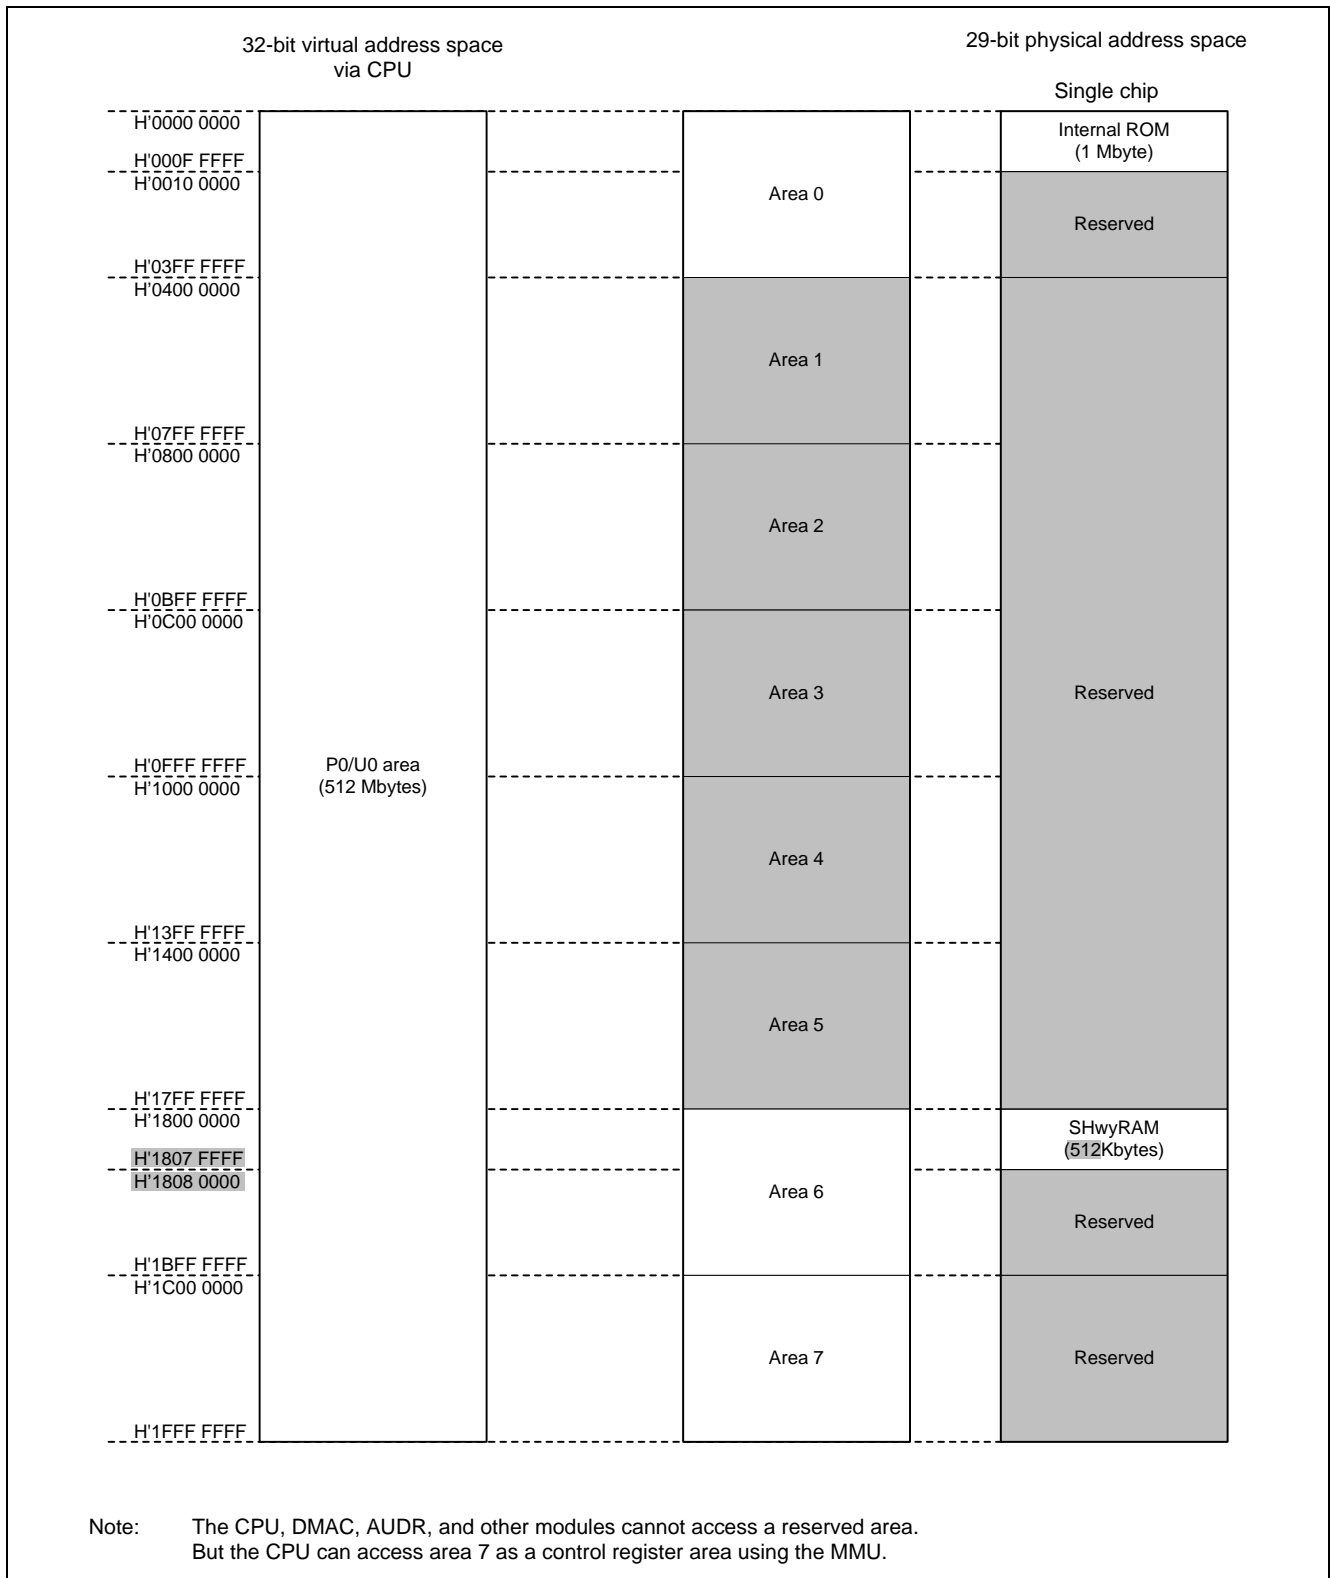 32-bit virtual address space
via CPU
29-bit physical address space
Single chip
H'0000 0000
H'000F FFFF
H'0010 0000
H'03FF FFFF
H'0400 0000
H'07FF FFFF
H'0800 0000
H'0BFF FFFF
H'0C00 0000
H'0FFF FFFF
H'1000 0000
H'13FF FFFF
H'1400 0000
H'17FF FFFF
H'1800 0000
H'1807 FFFF
H'1808 0000
H'1BFF FFFF
H'1C00 0000
H'1FFF FFFF
P0/U0 area
(512 Mbytes)
Area 0
Area 1
Area 2
Area 3
Area 4
Area 5
Area 6
Area 7
Internal ROM
(1 Mbyte)
Reserved
Reserved
SHwyRAM
(512Kbytes)
Reserved
Reserved
Note: The CPU, DMAC, AUDR, and other modules cannot access a reserved area.
But the CPU can access area 7 as a control register area using the MMU.